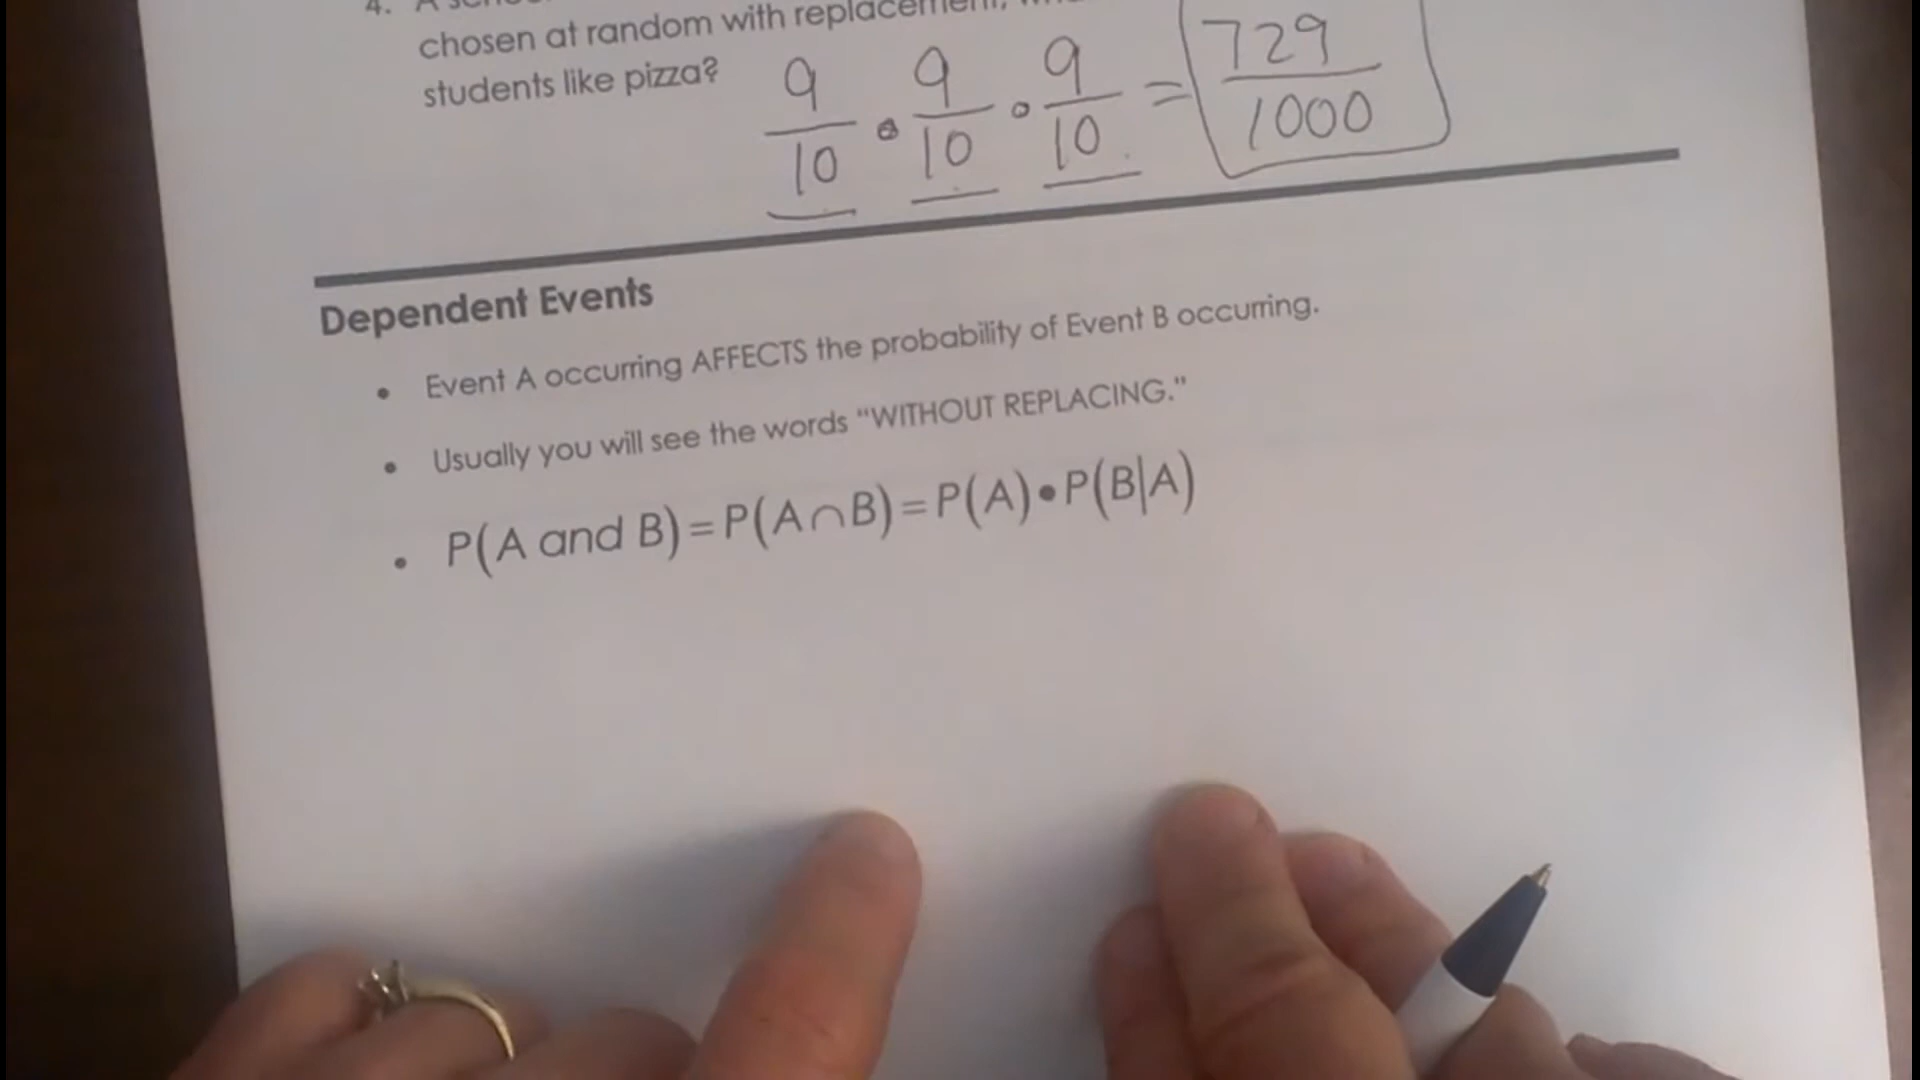 4. A
chosen at random with replacement,
students like pizza?
9/10 • 9/10 • 9/10 = 729/1000
Dependent Events
• Event A occurring AFFECTS the probability of Event B occurring.
• Usually you will see the words “WITHOUT REPLACING.”
• P(A and B)=P(A∩B)=P(A)•P(B|A)